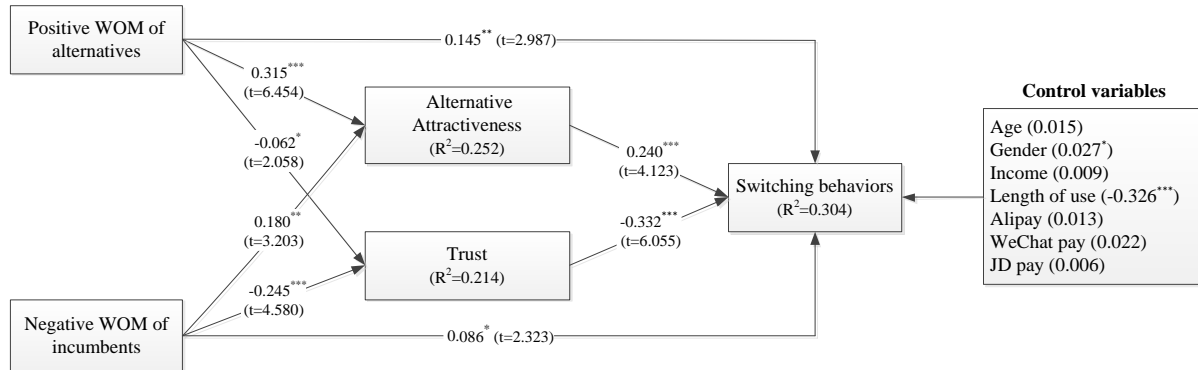 Positive WOM of
alternatives
0.145** (t=2.987)
0.315***
(t=6.454)
Alternative
Attractiveness
(R²=0.252)
-0.062*
(t=2.058)
0.240***
(t=4.123)
Switching behaviors
(R²=0.304)
0.180**
(t=3.203)
-0.332***
(t=6.055)
Trust
(R²=0.214)
-0.245***
(t=4.580)
Negative WOM of
incumbents
0.086* (t=2.323)
Control variables
Age (0.015)
Gender (0.027*)
Income (0.009)
Length of use (-0.326***)
Alipay (0.013)
WeChat pay (0.022)
JD pay (0.006)